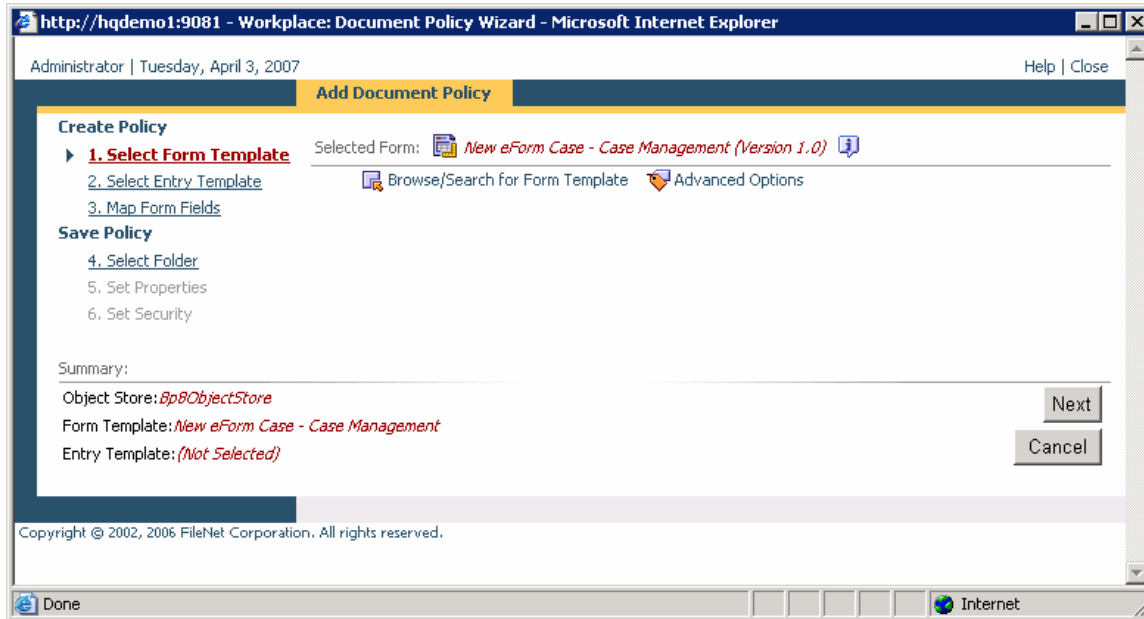 http://hqdemo1:9081 - Workplace: Document Policy Wizard - Microsoft Internet Explorer
Administrator | Tuesday, April 3, 2007
Help | Close
Add Document Policy
Create Policy
1. Select Form Template
2. Select Entry Template
3. Map Form Fields
Save Policy
4. Select Folder
5. Set Properties
6. Set Security
Selected Form: New eForm Case - Case Management (Version 1.0)
Browse/Search for Form Template Advanced Options
Summary:
Object Store: Bp8ObjectStore
Form Template: New eForm Case - Case Management
Entry Template: (Not Selected)
Next
Cancel
Copyright © 2002, 2006 FileNet Corporation. All rights reserved.
Done
Internet